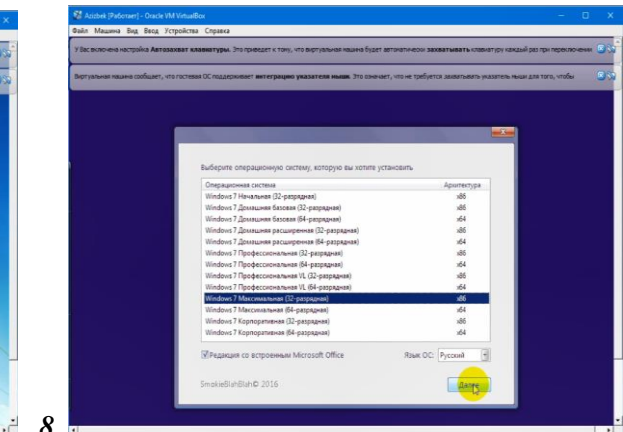 Azizbek [Работает] - Oracle VM VirtualBox
Файл Машина Вид Ввод Устройства Справка
У Вас включена настройка Автозахват клавиатуры. Это приведет к тому, что виртуальная машина будет автоматически захватывать клавиатуру каждый раз при переключении
Виртуальная машина сообщает, что гостевая ОС поддерживает интеграцию указателя мыши. Это означает, что не требуется захватывать указатель мыши для того, чтобы
Выберите операционную систему, которую вы хотите установить
Операционная система Архитектура
Windows 7 Начальная (32-разрядная) x86
Windows 7 Домашняя базовая (32-разрядная) x86
Windows 7 Домашняя базовая (64-разрядная) x64
Windows 7 Домашняя расширенная (32-разрядная) x86
Windows 7 Домашняя расширенная (64-разрядная) x64
Windows 7 Профессиональная (32-разрядная) x86
Windows 7 Профессиональная (64-разрядная) x64
Windows 7 Профессиональная VL (32-разрядная) x86
Windows 7 Профессиональная VL (64-разрядная) x64
Windows 7 Максимальная (32-разрядная) x86
Windows 7 Максимальная (64-разрядная) x64
Windows 7 Корпоративная (32-разрядная) x86
Windows 7 Корпоративная (64-разрядная) x64
Редакция со встроенным Microsoft Office Язык ОС: Русский
SmokieBlahBlah© 2016 Далее
8